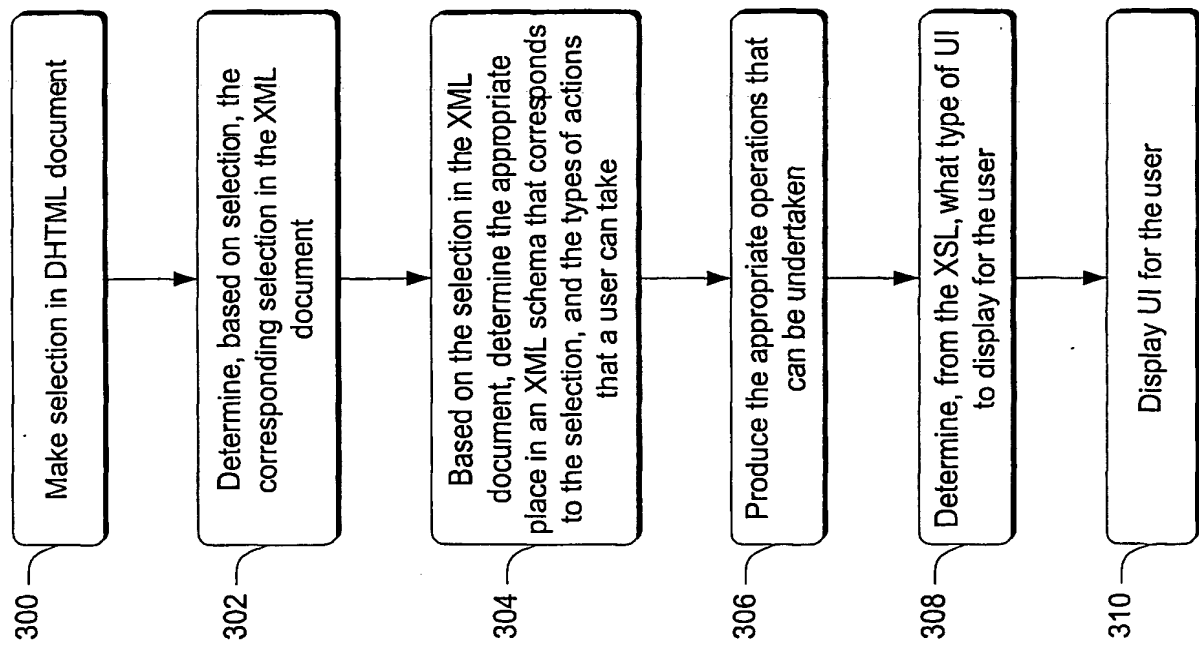 300
Make selection in DHTML document
302
Determine, based on selection, the
corresponding selection in the XML
document
304
Based on the selection in the XML
document, determine the appropriate
place in an XML schema that corresponds
to the selection, and the types of actions
that a user can take
306
Produce the appropriate operations that
can be undertaken
308
Determine, from the XSL, what type of UI
to display for the user
310
Display UI for the user